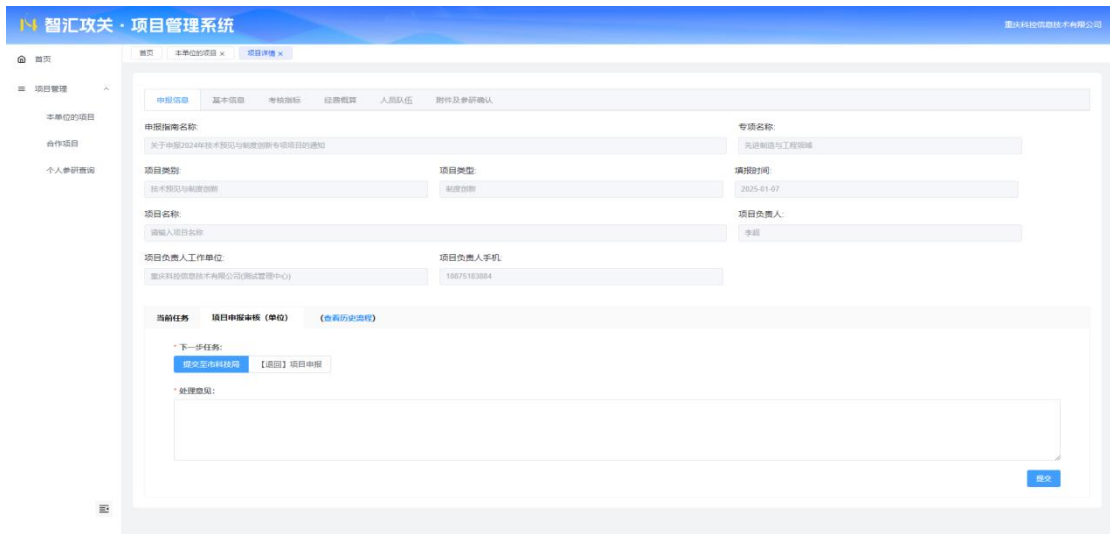 智汇攻关 · 项目管理系统
重庆科控信息技术有限公司
首页
项目管理
本单位的项目
合作项目
个人参研查询
首页 本单位的项目 × 项目详情 ×
申报信息 基本信息 考核指标 经费概算 人员队伍 附件及参研确认
申报指南名称: 专项名称:
关于申报2024年技术预见与制度创新专项项目的通知 先进制造与工程领域
项目类别: 项目类型: 填报时间:
技术预见与制度创新 制度创新 2025-01-07
项目名称: 项目负责人:
请输入项目名称 李超
项目负责人工作单位: 项目负责人手机:
重庆科控信息技术有限公司(测试管理中心) 18875183884
当前任务 项目申报审核（单位） (查看历史流程)
* 下一步任务:
提交至市科技局 【退回】项目申报
* 处理意见:
提交